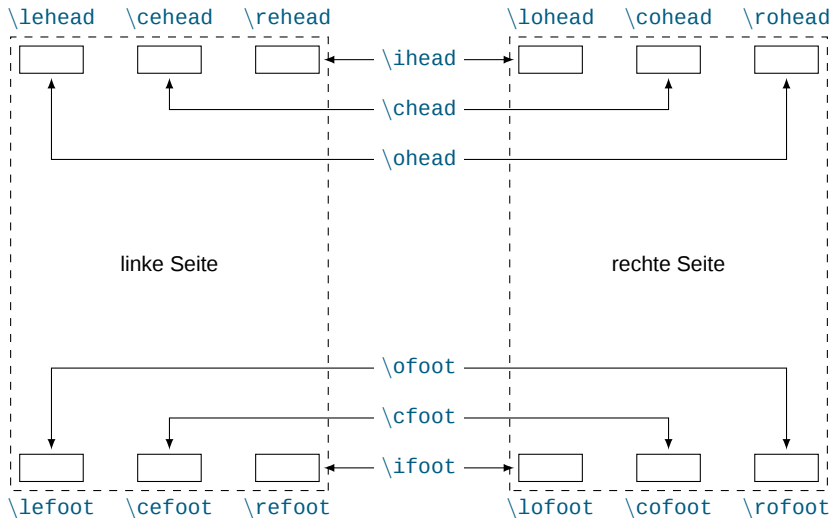 \lehead \cehead \rehead \lohead \cohead \rohead
\ihead
\chead
\ohead
linke Seite rechte Seite
\ofoot
\cfoot
\ifoot
\lefoot \cefoot \refoot \lofoot \cofoot \rofoot